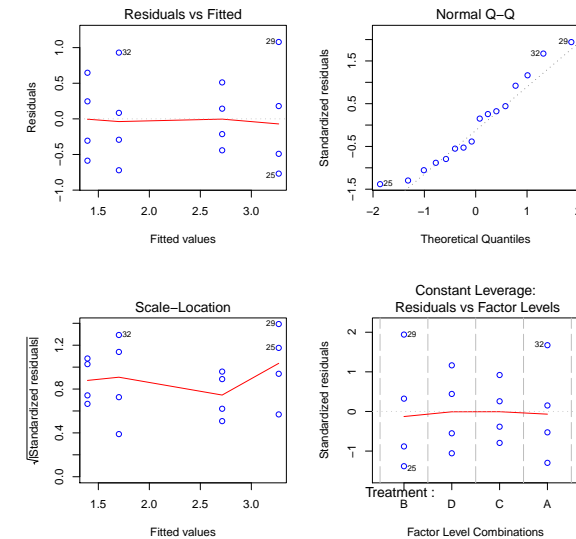 Residuals vs Fitted
Residuals
1.0
0.5
0.0
−0.5
−1.0
29
32
25
1.5 2.0 2.5 3.0
Fitted values
Normal Q−Q
Standardized residuals
1.5
0.5
−0.5
−1.5
29
32
25
−2 −1 0 1 2
Theoretical Quantiles
Scale−Location
√|Standardized residuals|
1.2
0.8
0.4
0.0
29
32
25
1.5 2.0 2.5 3.0
Fitted values
Constant Leverage:
Residuals vs Factor Levels
Standardized residuals
2
1
0
−1
29
32
25
Treatment :
B D C A
Factor Level Combinations